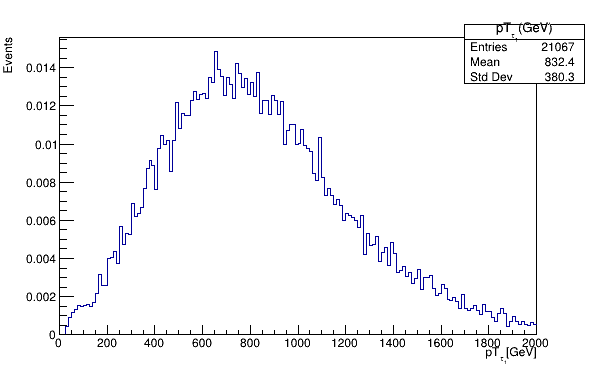 pTτ1(GeV)
Entries 21067
Mean 832.4
Std Dev 380.3
Events
0.014
0.012
0.01
0.008
0.006
0.004
0.002
0
0 200 400 600 800 1000 1200 1400 1600 1800 2000
pTτ1[GeV]